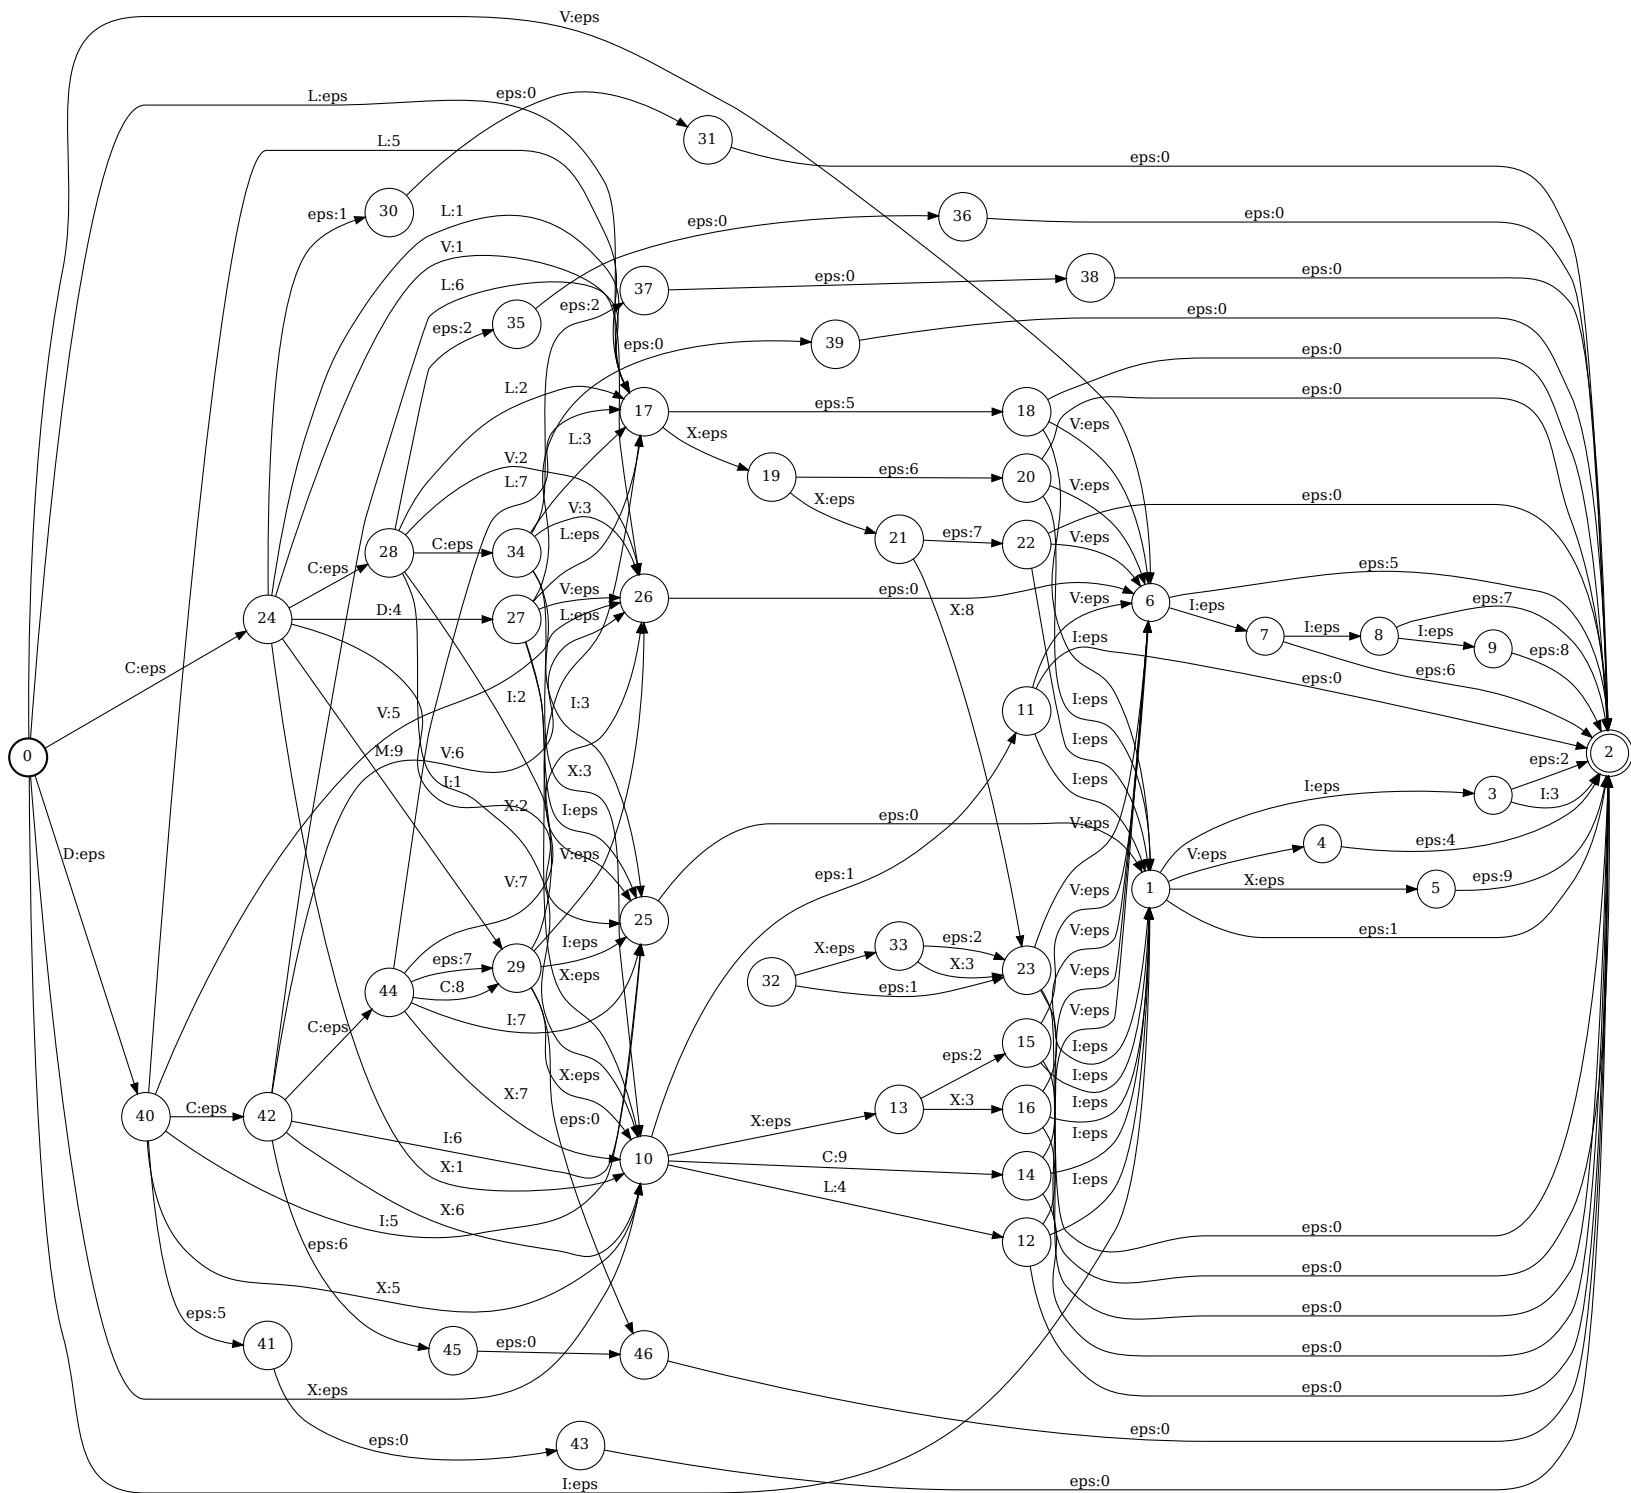 V:eps
L:eps
eps:0
31
L:5
eps:0
30
eps:1
L:1
eps:0
36
eps:0
V:1
L:6
37
eps:0
38
eps:0
eps:2
35
eps:2
eps:0
39
eps:0
eps:0
L:2
17
eps:5
18
V:eps
eps:0
L:3
X:eps
V:2
19
eps:6
20
V:eps
L:7
X:eps
eps:0
V:3
21
eps:7
22
V:eps
L:eps
28
C:eps
34
C:eps
eps:5
V:eps
26
eps:0
V:eps
6
I:eps
eps:7
24
D:4
27
L:eps
X:8
7
I:eps
8
I:eps
9
eps:8
I:eps
eps:6
C:eps
eps:0
I:2
I:3
I:eps
V:5
11
0
M:9
V:6
I:eps
2
eps:2
X:3
I:eps
I:1
I:eps
3
I:3
X:2
I:eps
eps:0
V:eps
D:eps
V:eps
4
eps:4
V:eps
eps:1
V:eps
1
X:eps
5
eps:9
V:7
25
eps:1
I:eps
X:eps
33
eps:2
V:eps
eps:7
29
X:3
23
V:eps
44
C:8
X:eps
32
eps:1
V:eps
I:7
C:eps
15
I:eps
eps:2
X:eps
I:eps
X:7
13
X:3
16
I:eps
40
C:eps
42
eps:0
X:eps
I:eps
I:6
10
C:9
14
I:eps
X:1
L:4
X:6
I:5
12
eps:0
eps:6
eps:0
X:5
eps:5
eps:0
41
45
eps:0
46
eps:0
X:eps
eps:0
eps:0
43
eps:0
eps:0
I:eps